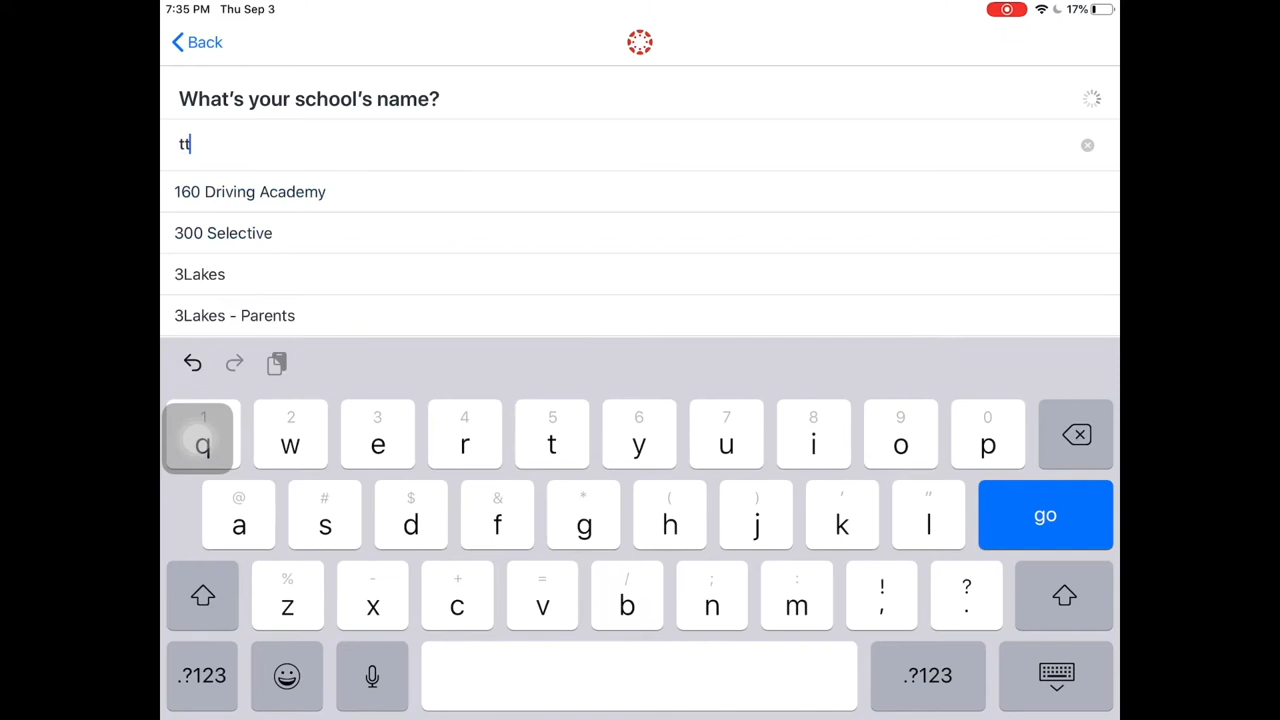 7:35 PM Thu Sep 3 17%
Back
What's your school's name?
tt
160 Driving Academy
300 Selective
3Lakes
3Lakes - Parents
1 2 3 4 5 6 7 8 9 0
q w e r t y u i o p
@ # $ & * ( ) ' "
a s d f g h j k l go
% - + = / ; : ! ?
z x c v b n m , .
.?123 .?123